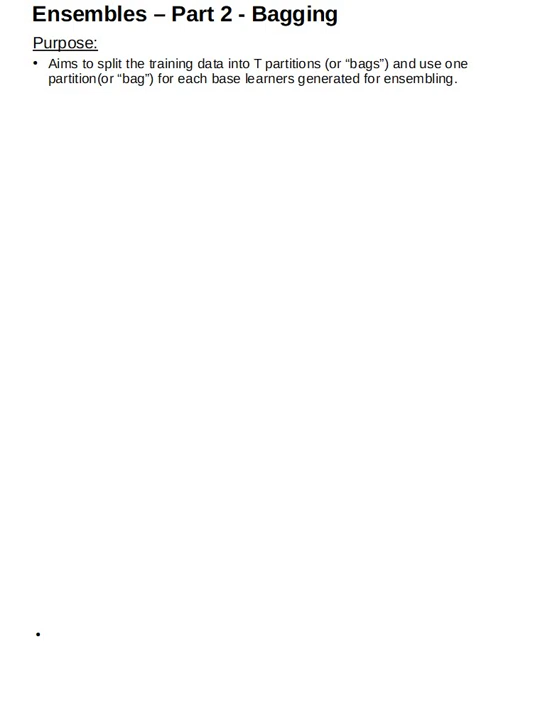 Ensembles – Part 2 - Bagging
Purpose:
• Aims to split the training data into T partitions (or “bags”) and use one
partition(or “bag”) for each base learners generated for ensembling.
•